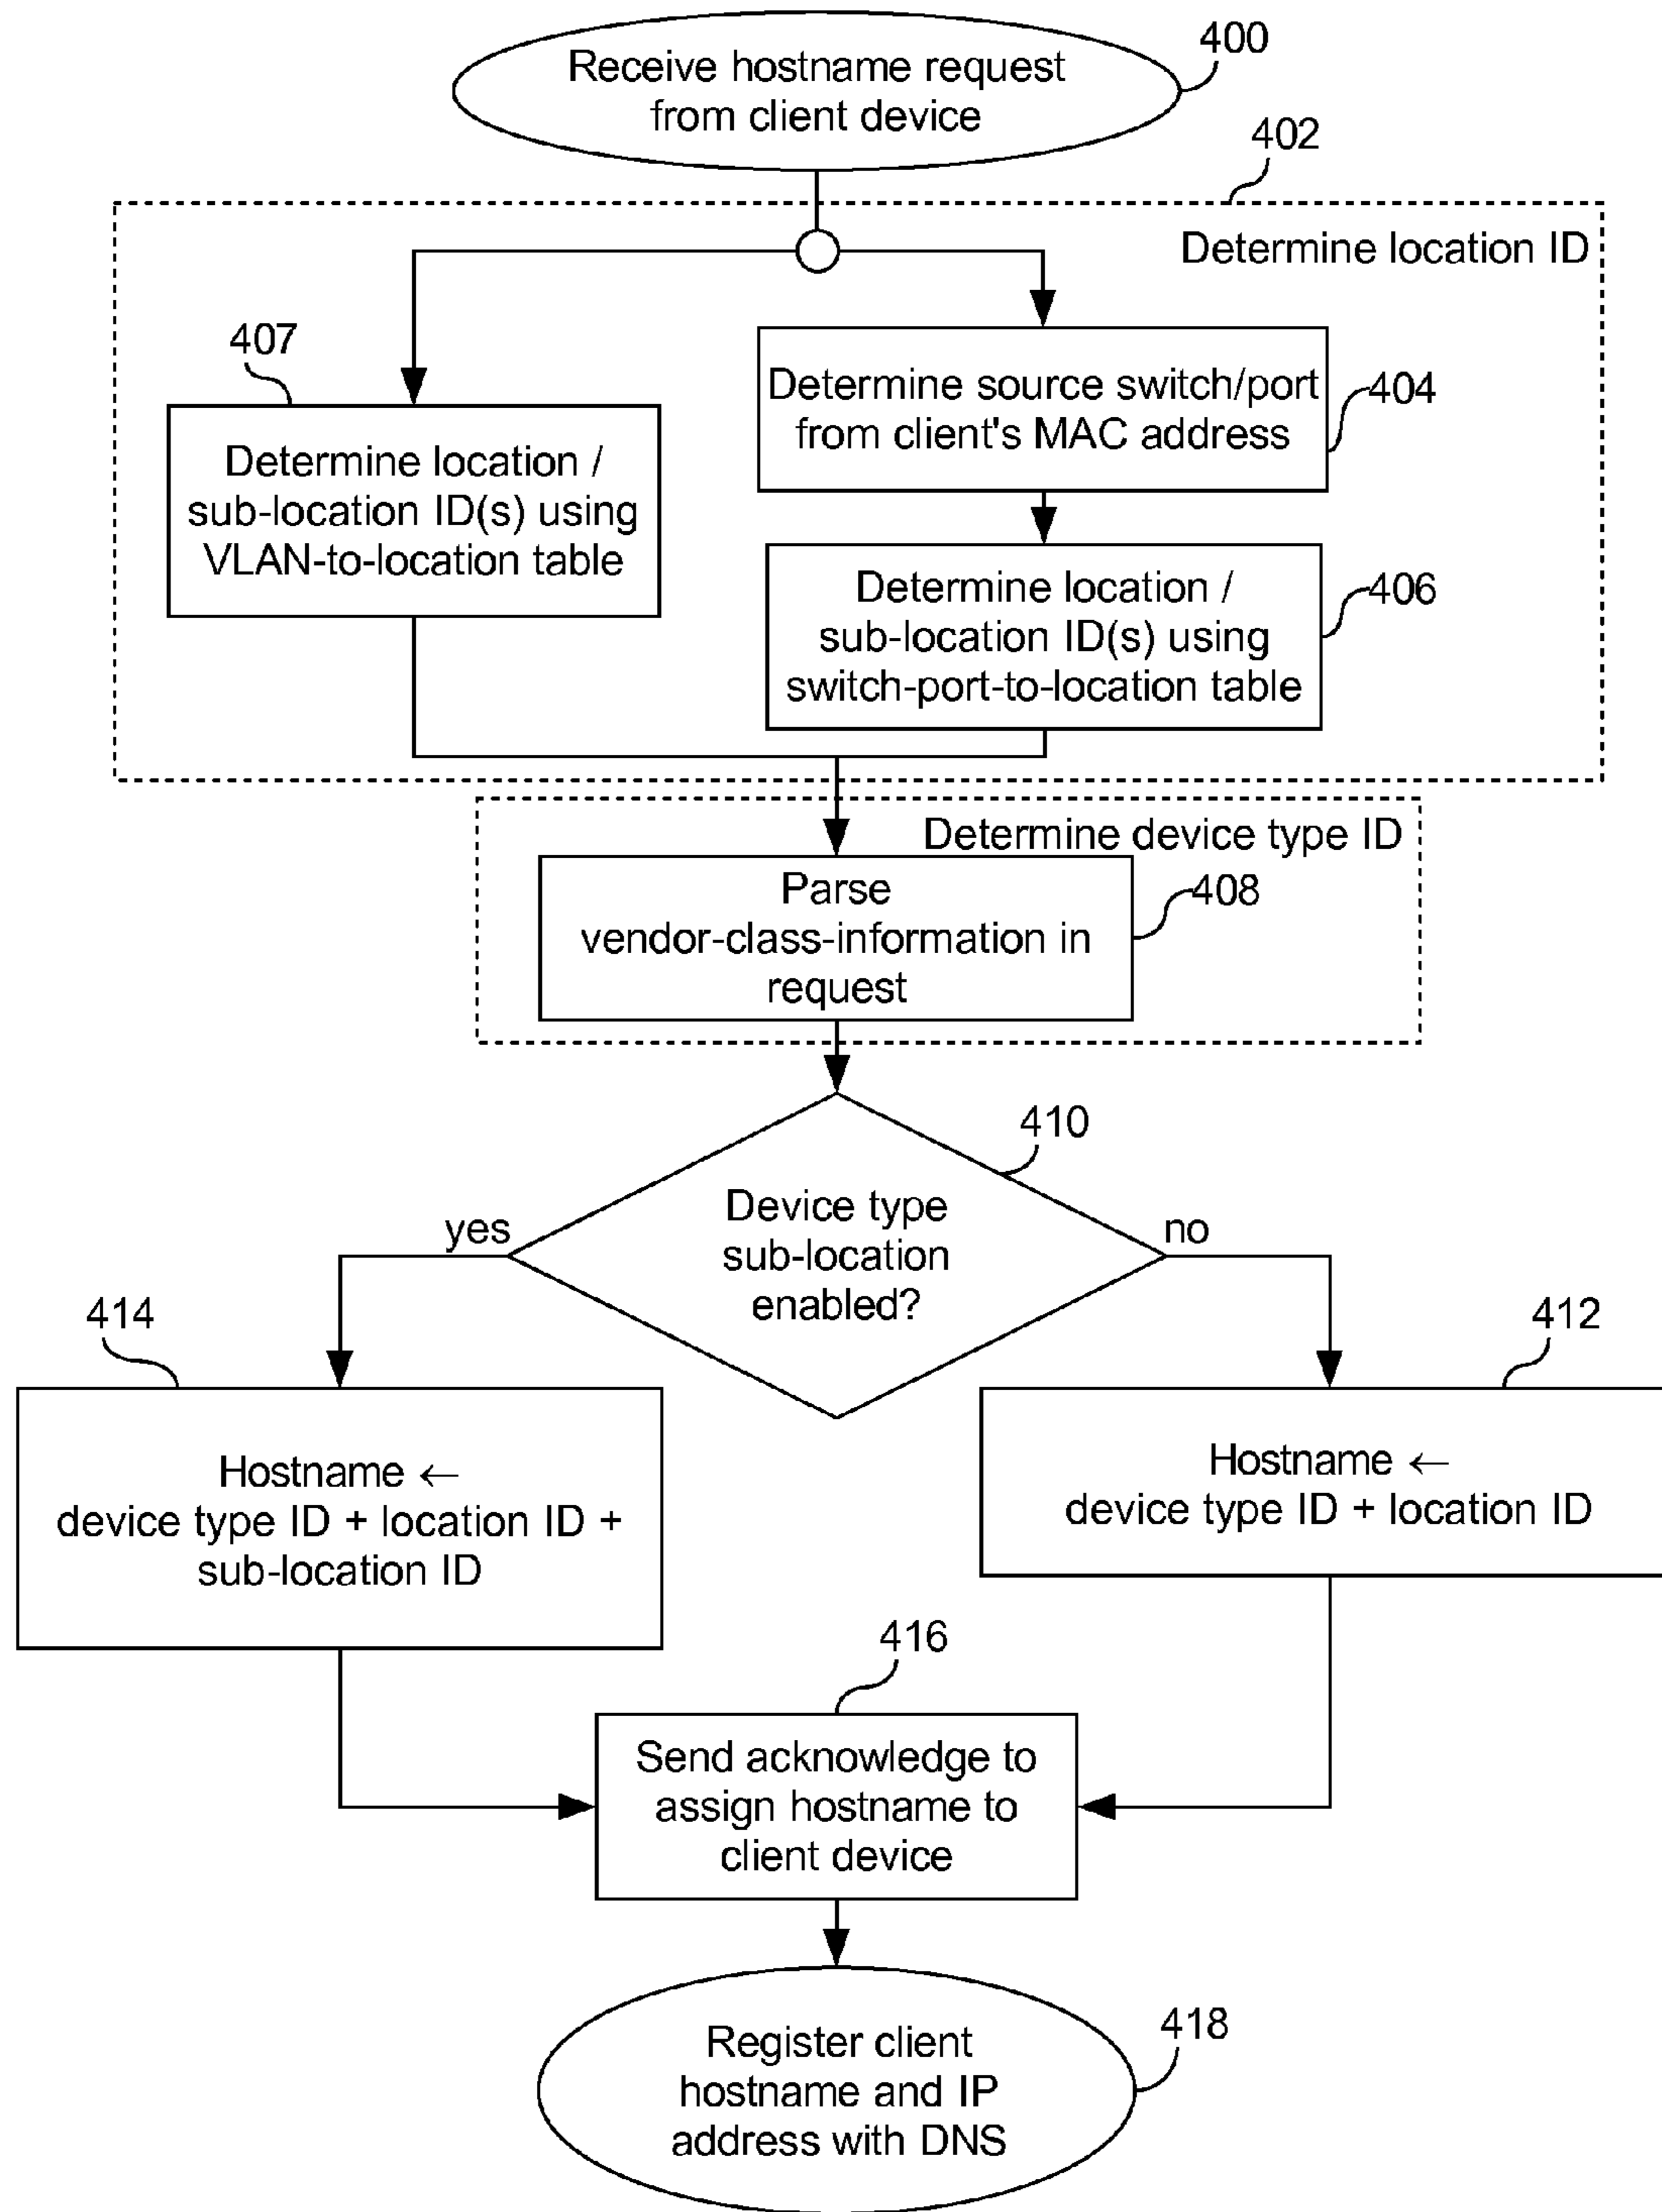 Receive hostname request
from client device
400
402
Determine location ID
407
Determine source switch/port
from client's MAC address
404
Determine location /
sub-location ID(s) using
VLAN-to-location table
Determine location /
sub-location ID(s) using
switch-port-to-location table
406
Determine device type ID
Parse
vendor-class-information in
request
408
410
Device type
sub-location
enabled?
yes
no
414
412
Hostname ←
device type ID + location ID +
sub-location ID
Hostname ←
device type ID + location ID
416
Send acknowledge to
assign hostname to
client device
418
Register client
hostname and IP
address with DNS